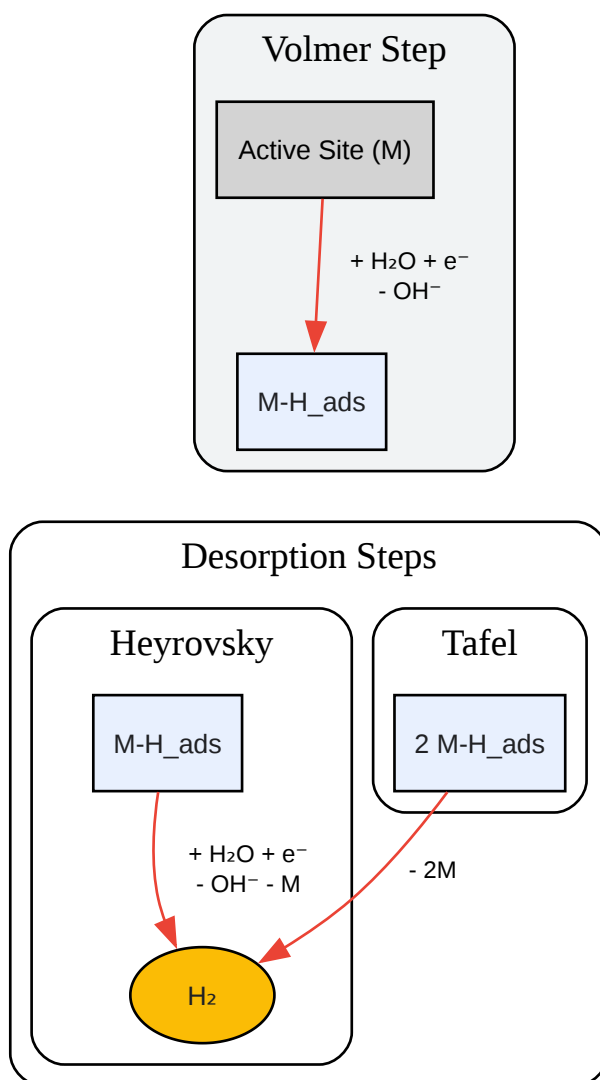 Volmer Step
Active Site (M)
+ H₂O + e⁻
- OH⁻
M-H_ads
Desorption Steps
Heyrovsky
Tafel
M-H_ads
2 M-H_ads
+ H₂O + e⁻
- OH⁻ - M
- 2M
H₂